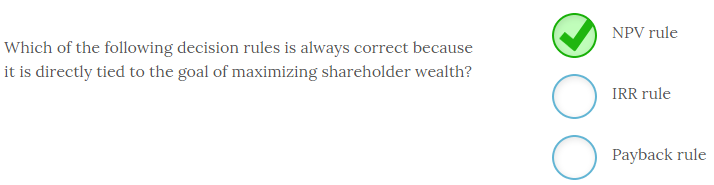 Which of the following decision rules is always correct because
it is directly tied to the goal of maximizing shareholder wealth?
NPV rule
IRR rule
Payback rule